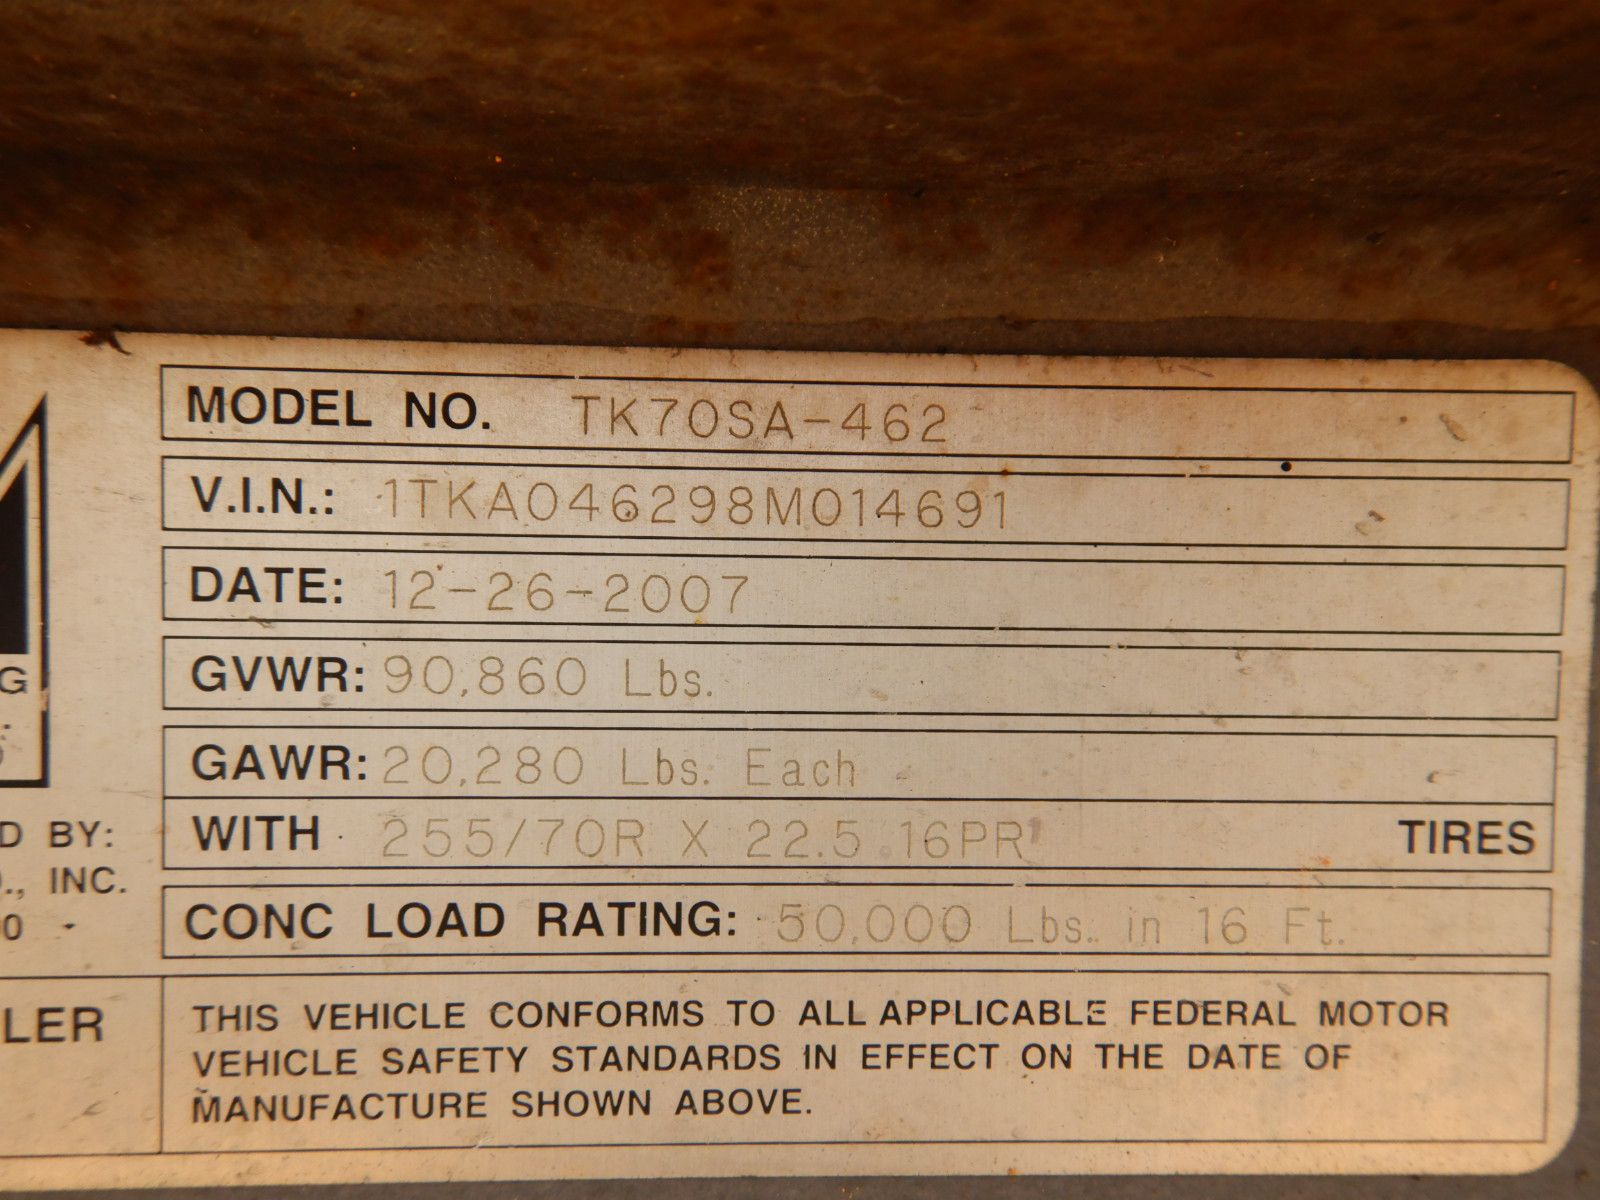 MODEL NO. TK70SA-462
V.I.N.: 1TKA046298M014691
DATE: 12-26-2007
GVWR: 90,860 Lbs.
G
GAWR: 20,280 Lbs. Each
D BY: WITH 255/70R X 22.5 16PR TIRES
., INC.
CONC LOAD RATING: 50,000 Lbs. in 16 Ft.
0
LER
THIS VEHICLE CONFORMS TO ALL APPLICABLE FEDERAL MOTOR
VEHICLE SAFETY STANDARDS IN EFFECT ON THE DATE OF
MANUFACTURE SHOWN ABOVE.